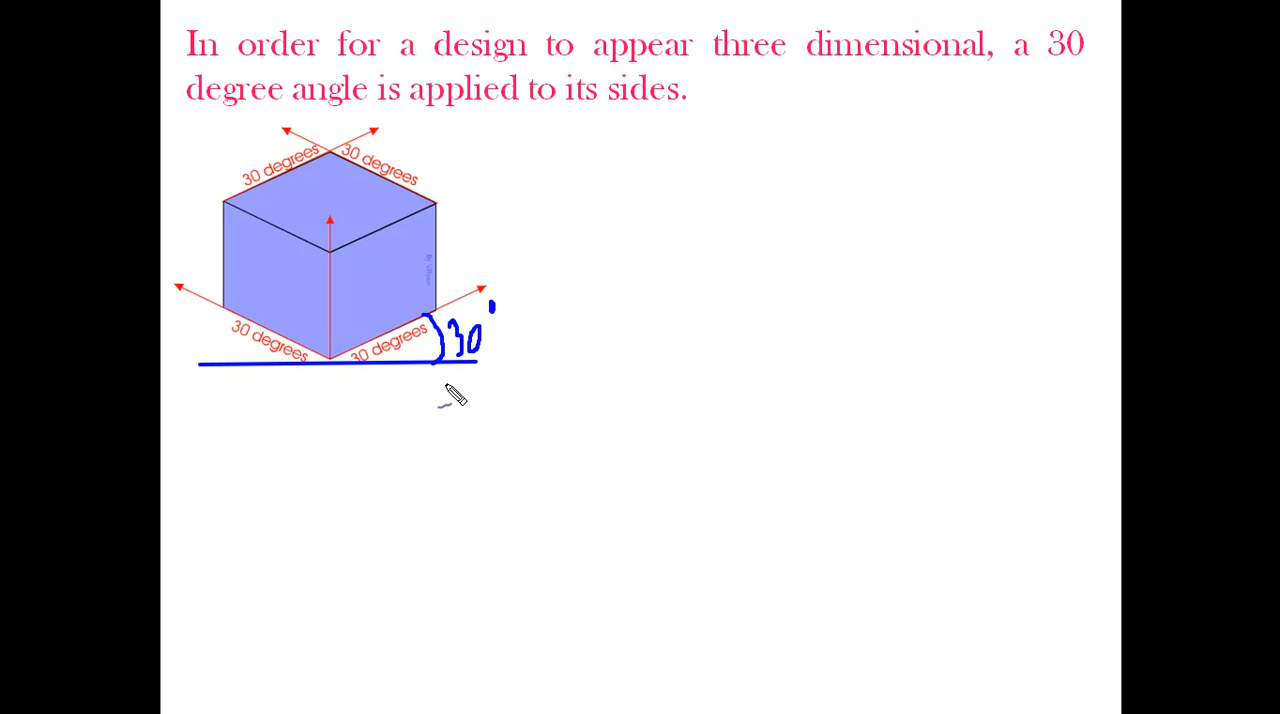 In order for a design to appear three dimensional, a 30
degree angle is applied to its sides.
30 degrees
30 degrees
30 degrees
30 degrees
30°